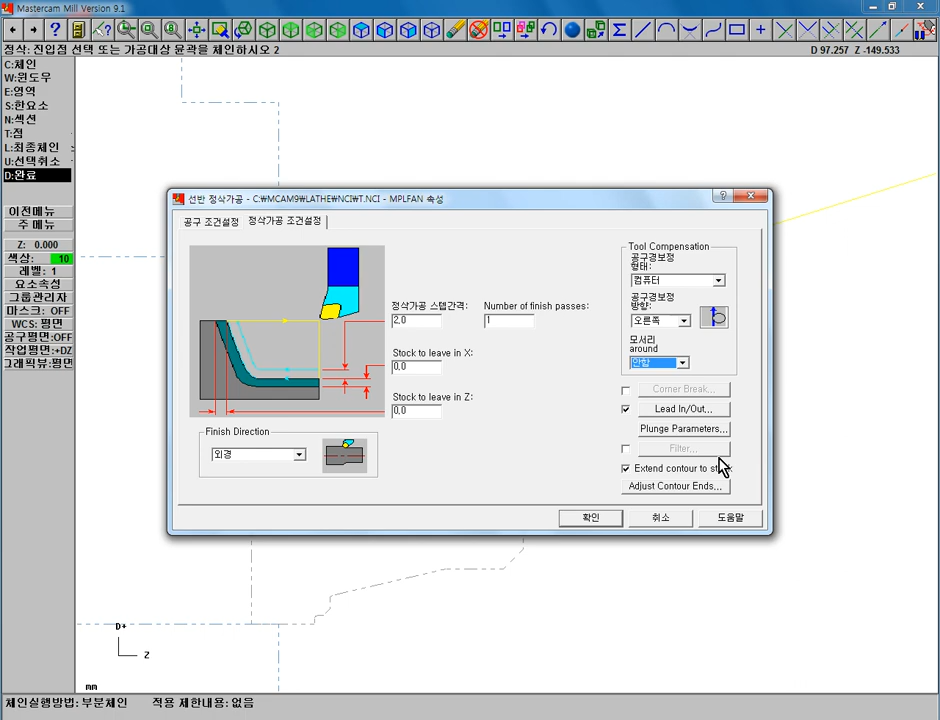 Mastercam Mill Version 9.1
정삭: 진입점 선택 또는 가공대상 윤곽을 체인하시오 2
D 97.257 Z -149.533
C:체인
W:윈도우
E:영역
S:한요소
N:섹션
T:점
L:최종체인 >
U:선택취소
D:완료
이전메뉴
주 메뉴
Z: 0.000
색상: 10
레벨: 1
요소속성
그룹관리자
마스크: OFF
WCS: 평면
공구평면:OFF
작업평면:+DZ
그래픽뷰:평면
선반 정삭가공 - C:₩MCAM9₩LATHE₩NCI₩T.NCI - MPLFAN 속성
공구 조건설정
정삭가공 조건설정
정삭가공 스텝간격:
2,0
Number of finish passes:
1
Stock to leave in X:
0,0
Stock to leave in Z:
0,0
Finish Direction
외경
Tool Compensation
공구경보정
형태:
컴퓨터
공구경보정
방향:
오른쪽
모서리
around
안함
Corner Break...
Lead In/Out...
Plunge Parameters...
Filter...
Extend contour to
Adjust Contour Ends...
확인
취소
도움말
D+
Z
mm
체인실행방법: 부분체인
적용 제한내용: 없음